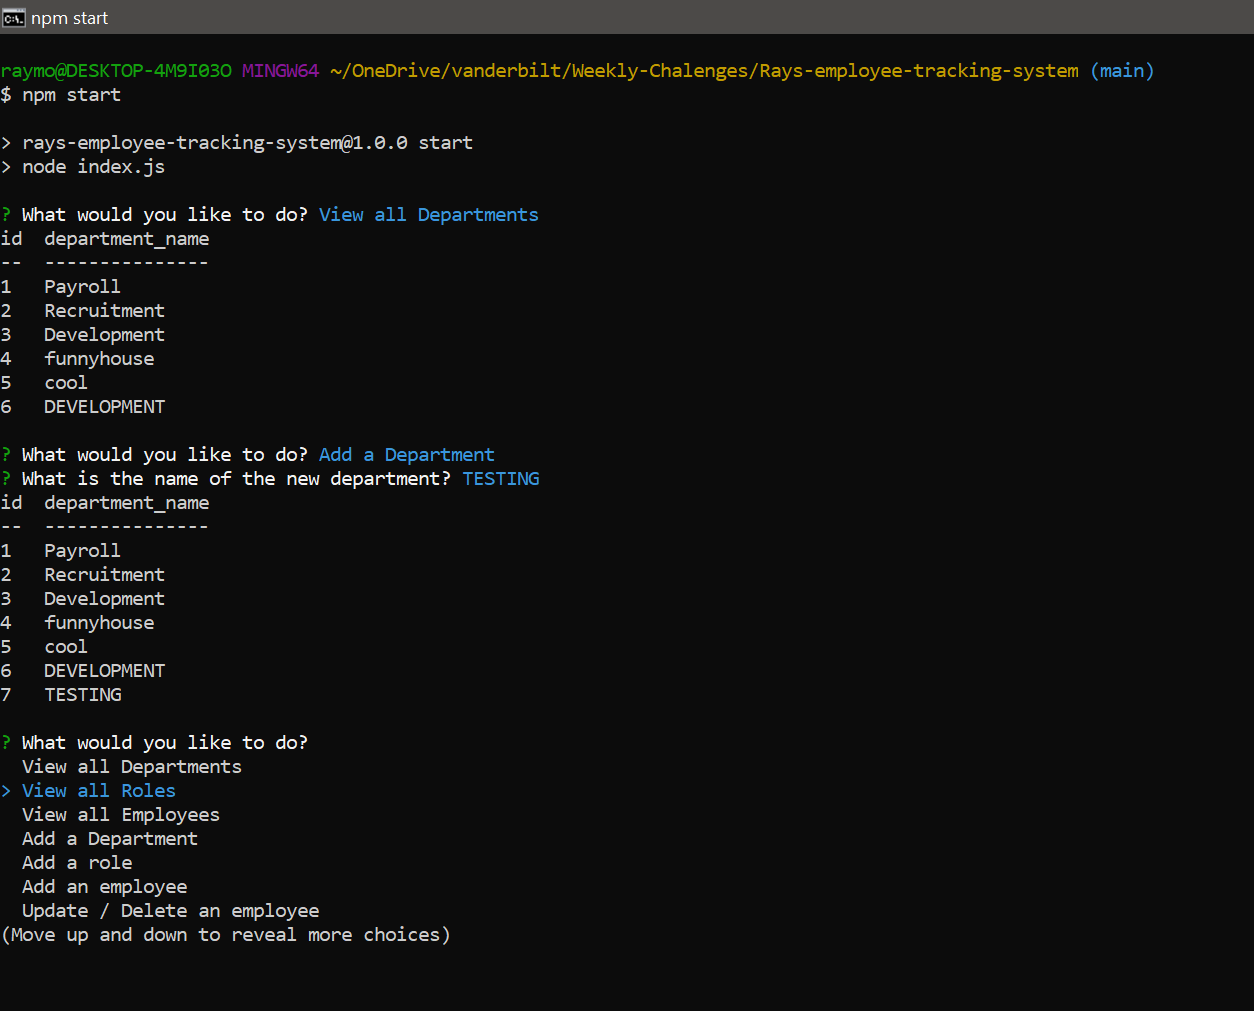 npm start
raymo@DESKTOP-4M9I03O MINGW64 ~/OneDrive/vanderbilt/Weekly-Chalenges/Rays-employee-tracking-system (main)
$ npm start
> rays-employee-tracking-system@1.0.0 start
> node index.js
? What would you like to do? View all Departments
id  department_name
--  ---------------
1   Payroll
2   Recruitment
3   Development
4   funnyhouse
5   cool
6   DEVELOPMENT
? What would you like to do? Add a Department
? What is the name of the new department? TESTING
id  department_name
--  ---------------
1   Payroll
2   Recruitment
3   Development
4   funnyhouse
5   cool
6   DEVELOPMENT
7   TESTING
? What would you like to do?
  View all Departments
> View all Roles
  View all Employees
  Add a Department
  Add a role
  Add an employee
  Update / Delete an employee
(Move up and down to reveal more choices)